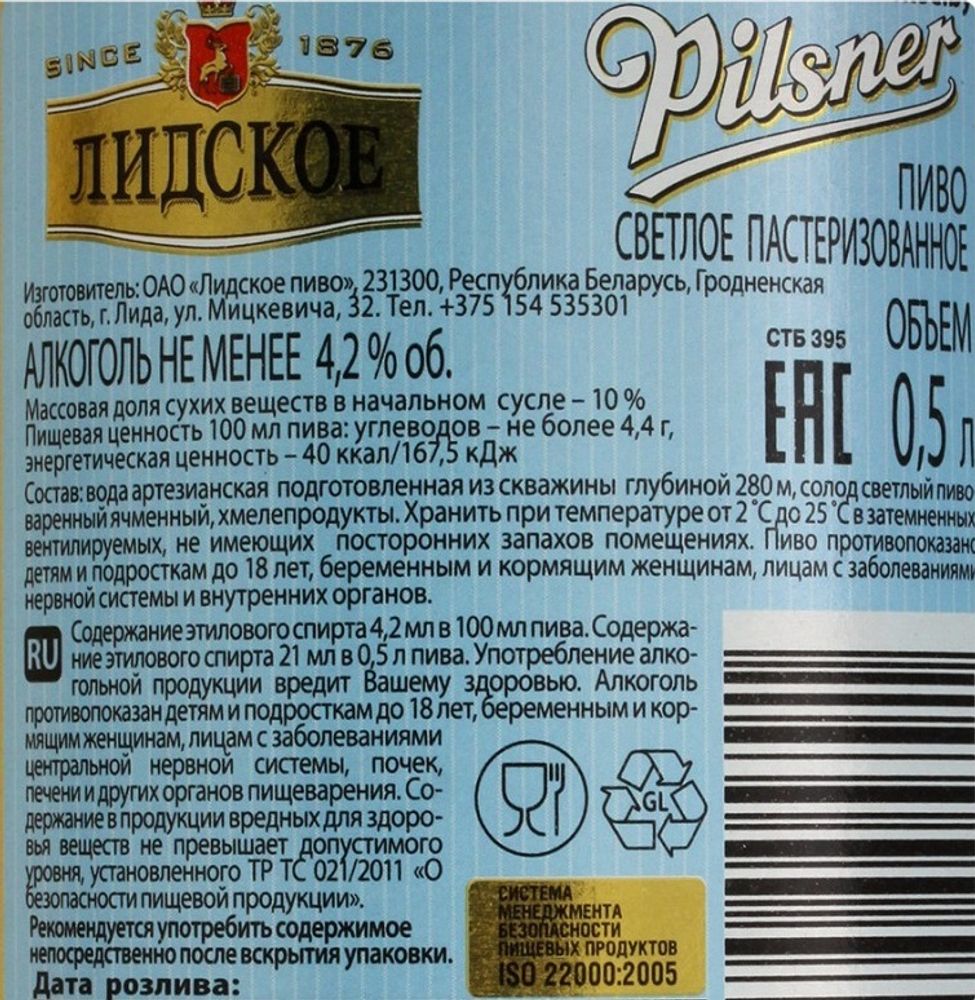 SINCE 1876
ЛИДСКОЕ
Pilsner
ПИВО
СВЕТЛОЕ ПАСТЕРИЗОВАННОЕ
Изготовитель: ОАО «Лидское пиво», 231300, Республика Беларусь, Гродненская
область, г. Лида, ул. Мицкевича, 32. Тел. +375 154 535301
АЛКОГОЛЬ НЕ МЕНЕЕ 4,2 % об.
СТБ 395
ЕАС
ОБЪЕМ
0,5 л
Массовая доля сухих веществ в начальном сусле – 10 %
Пищевая ценность 100 мл пива: углеводов – не более 4,4 г,
энергетическая ценность – 40 ккал/167,5 кДж
Состав: вода артезианская подготовленная из скважины глубиной 280 м, солод светлый пиво
варенный ячменный, хмелепродукты. Хранить при температуре от 2 °С до 25 °С в затемненных
вентилируемых, не имеющих посторонних запахов помещениях. Пиво противопоказано
детям и подросткам до 18 лет, беременным и кормящим женщинам, лицам с заболеваниями
нервной системы и внутренних органов.
RU Содержание этилового спирта 4,2 мл в 100 мл пива. Содержа-
ние этилового спирта 21 мл в 0,5 л пива. Употребление алко-
гольной продукции вредит Вашему здоровью. Алкоголь
противопоказан детям и подросткам до 18 лет, беременным и кор-
мящим женщинам, лицам с заболеваниями
центральной нервной системы, почек,
печени и других органов пищеварения. Со-
держание в продукции вредных для здоро-
вья веществ не превышает допустимого
уровня, установленного ТР ТС 021/2011 «О
безопасности пищевой продукции».
Рекомендуется употребить содержимое
непосредственно после вскрытия упаковки.
Дата розлива:
GL
СИСТЕМА
МЕНЕДЖМЕНТА
БЕЗОПАСНОСТИ
ПИЩЕВЫХ ПРОДУКТОВ
ISO 22000:2005